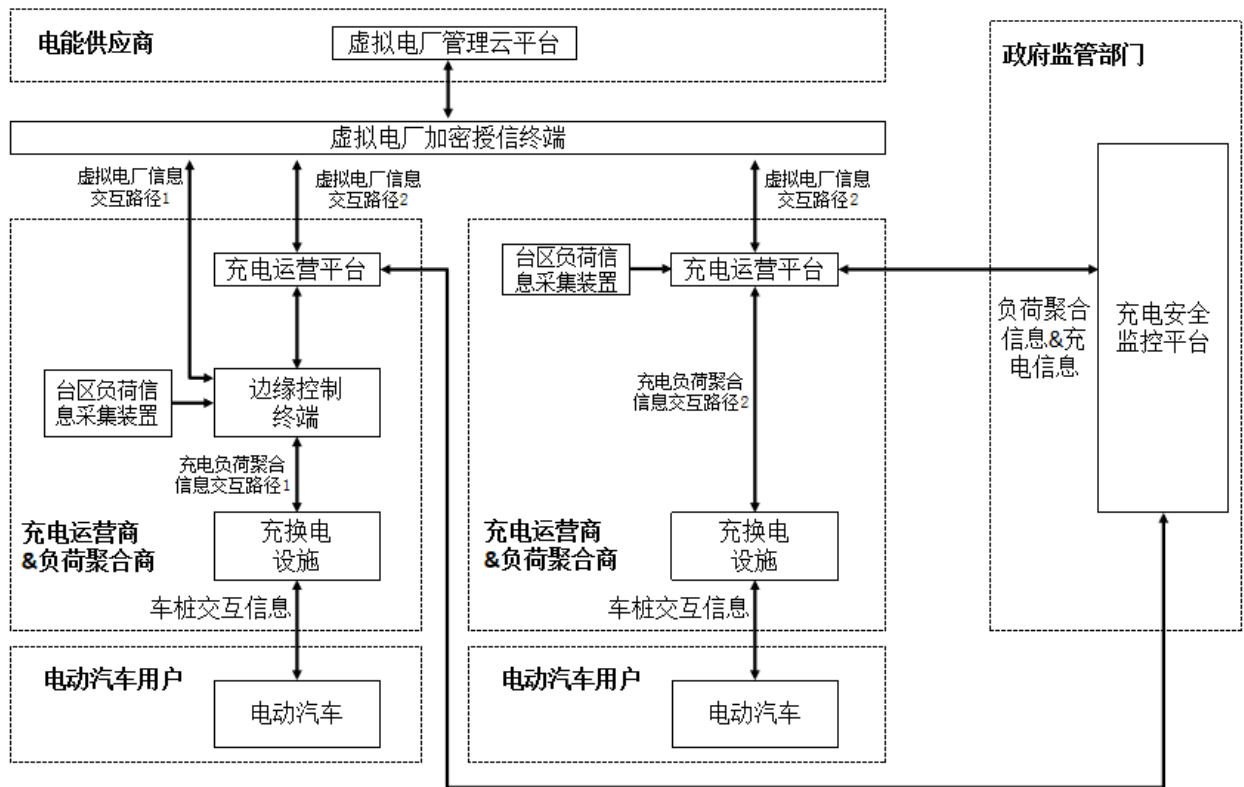 电能供应商
虚拟电厂管理云平台
政府监管部门
虚拟电厂加密授信终端
虚拟电厂信息
交互路径1
虚拟电厂信息
交互路径2
虚拟电厂信息
交互路径2
充电运营平台
台区负荷信
息采集装置
充电运营平台
负荷聚合
信息&充
电信息
充电安全
监控平台
台区负荷信
息采集装置
边缘控制
终端
充电负荷聚合
信息交互路径2
充电负荷聚合
信息交互路径1
充电运营商
&负荷聚合商
充换电
设施
充电运营商
&负荷聚合商
充换电
设施
车桩交互信息
车桩交互信息
电动汽车用户
电动汽车
电动汽车用户
电动汽车